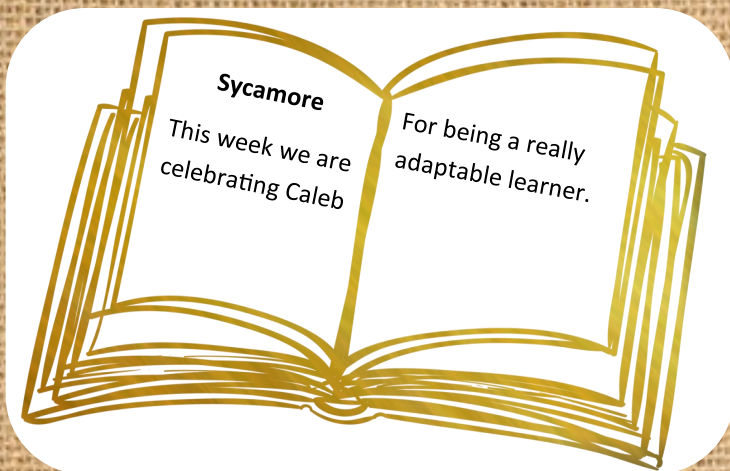 Sycamore
This week we are
celebrating Caleb
For being a really
adaptable learner.